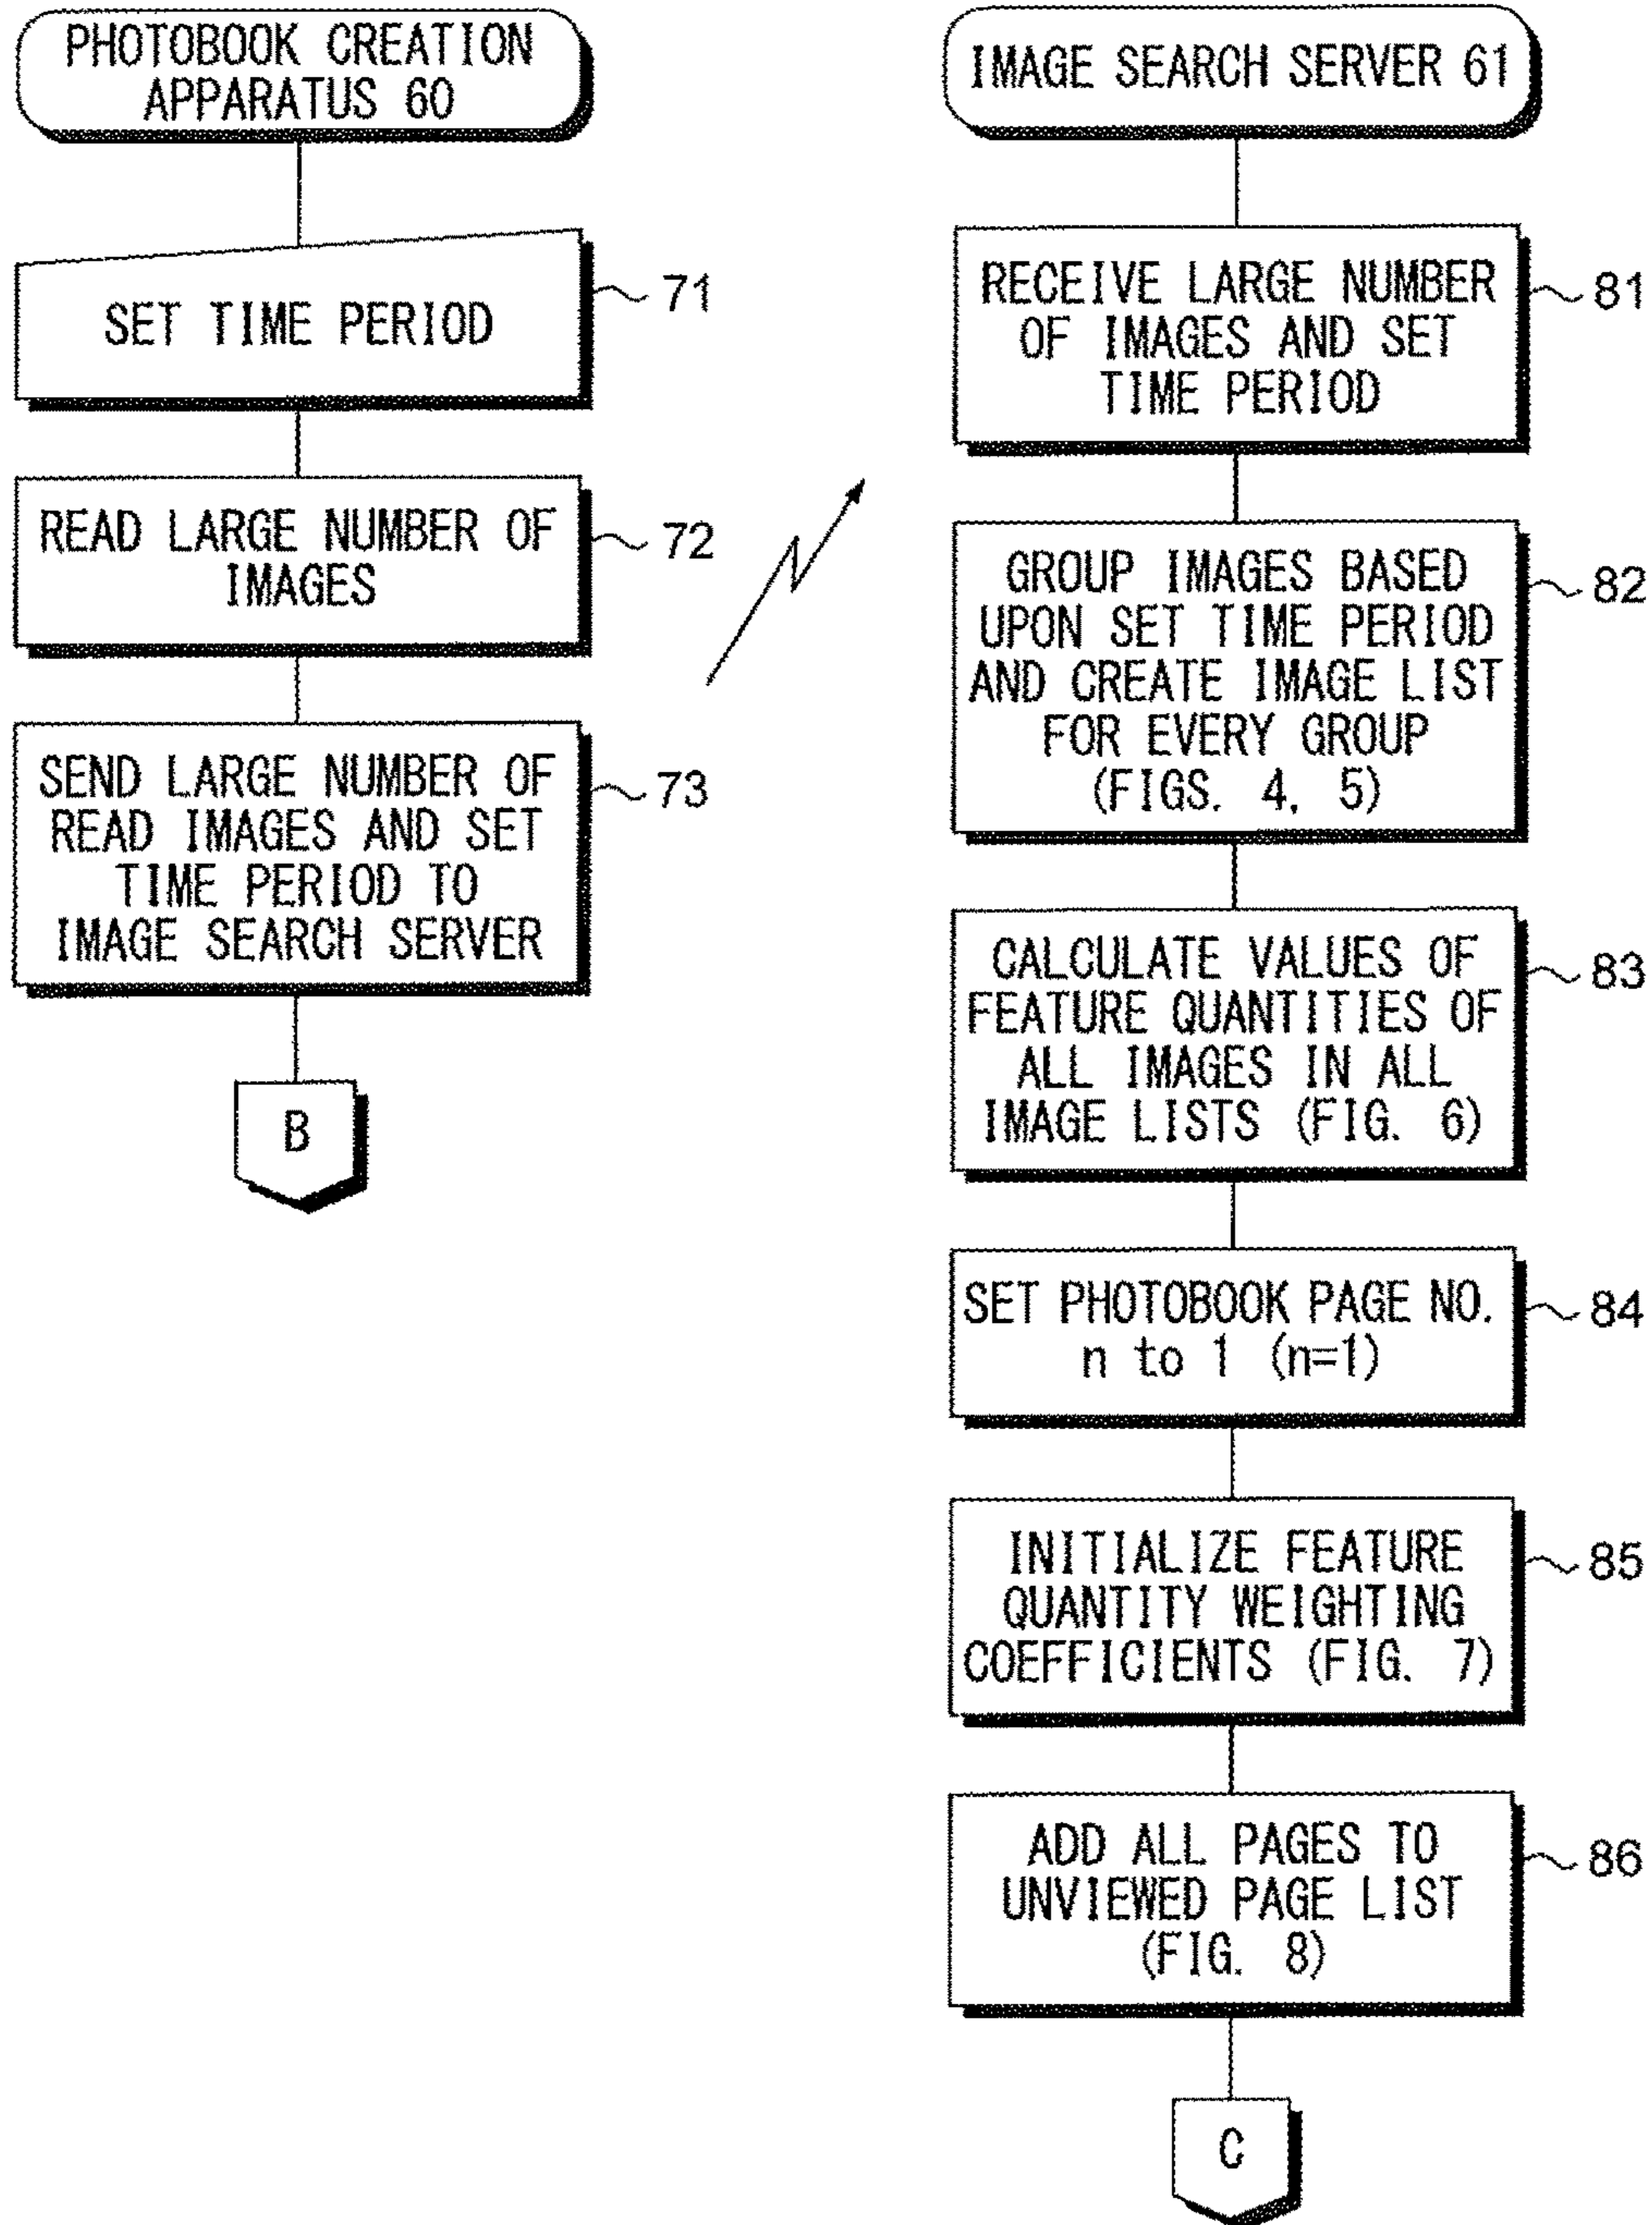 PHOTOBOOK CREATION
APPARATUS 60
SET TIME PERIOD
71
READ LARGE NUMBER OF
IMAGES
72
SEND LARGE NUMBER OF
READ IMAGES AND SET
TIME PERIOD TO
IMAGE SEARCH SERVER
73
B
IMAGE SEARCH SERVER 61
RECEIVE LARGE NUMBER
OF IMAGES AND SET
TIME PERIOD
81
GROUP IMAGES BASED
UPON SET TIME PERIOD
AND CREATE IMAGE LIST
FOR EVERY GROUP
(FIGS. 4, 5)
82
CALCULATE VALUES OF
FEATURE QUANTITIES OF
ALL IMAGES IN ALL
IMAGE LISTS (FIG. 6)
83
SET PHOTOBOOK PAGE NO.
n to 1 (n=1)
84
INITIALIZE FEATURE
QUANTITY WEIGHTING
COEFFICIENTS (FIG. 7)
85
ADD ALL PAGES TO
UNVIEWED PAGE LIST
(FIG. 8)
86
C